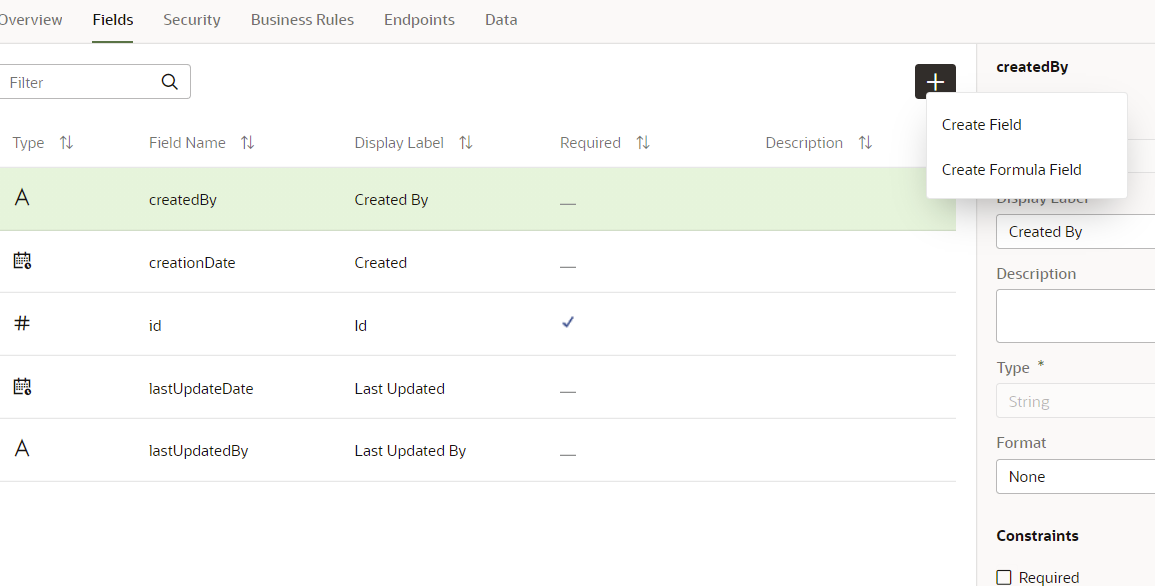 Overview Fields Security Business Rules Endpoints Data
createdBy
Filter
Create Field
Type Field Name Display Label Required Description
Create Formula Field
createdBy Created By
Display Label
Created By
creationDate Created
Description
id Id
Type *
lastUpdateDate Last Updated
String
Format
lastUpdatedBy Last Updated By
None
Constraints
Required